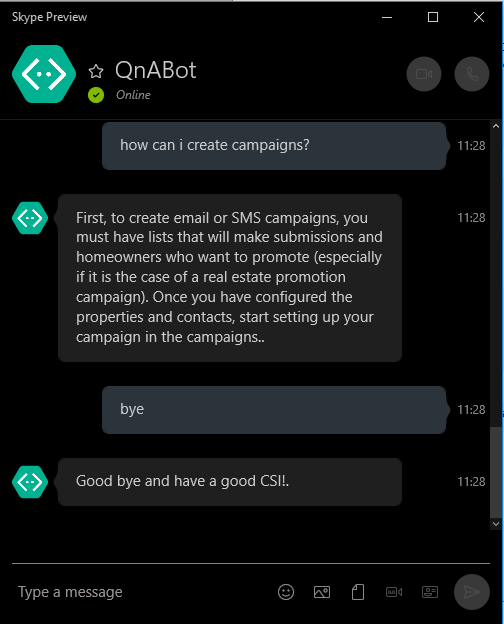 Skype Preview
QnABot
Online
how can i create campaigns?
11:28
First, to create email or SMS campaigns, you
11:28
must have lists that will make submissions and
homeowners who want to promote (especially
if it is the case of a real estate promotion
campaign). Once you have configured the
properties and contacts, start setting up your
campaign in the campaigns..
bye
11:28
Good bye and have a good CSI!.
11:28
Type a message